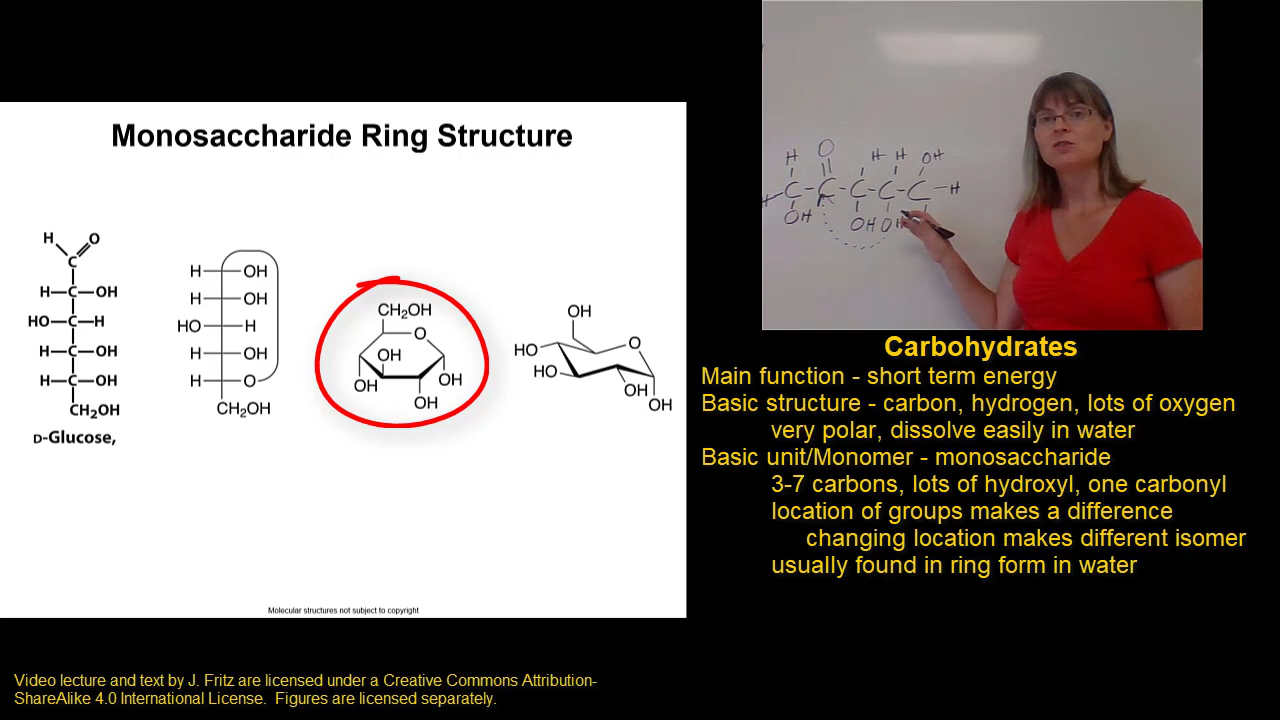 Monosaccharide Ring Structure
H O
C
H—C—OH
HO—C—H
H—C—OH
H—C—OH
CH₂OH
D-Glucose,
H OH
H OH
HO H
H OH
H O
CH₂OH
CH₂OH
O
OH
OH
OH
OH
OH
O
HO
HO
OH
OH
Molecular structures not subject to copyright
H O H H OH
H C - C - C - C - C - H
OH OH OH
Carbohydrates
Main function - short term energy
Basic structure - carbon, hydrogen, lots of oxygen
very polar, dissolve easily in water
Basic unit/Monomer - monosaccharide
3-7 carbons, lots of hydroxyl, one carbonyl
location of groups makes a difference
changing location makes different isomer
usually found in ring form in water
Video lecture and text by J. Fritz are licensed under a Creative Commons Attribution-
ShareAlike 4.0 International License. Figures are licensed separately.